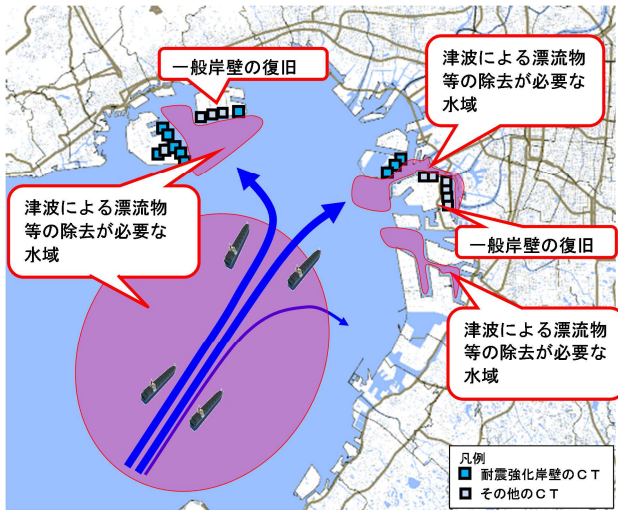 一般岸壁の復旧
津波による漂流物
等の除去が必要な
水域
津波による漂流物
等の除去が必要な
水域
一般岸壁の復旧
津波による漂流物
等の除去が必要な
水域
凡例
耐震強化岸壁のＣＴ
その他のＣＴ